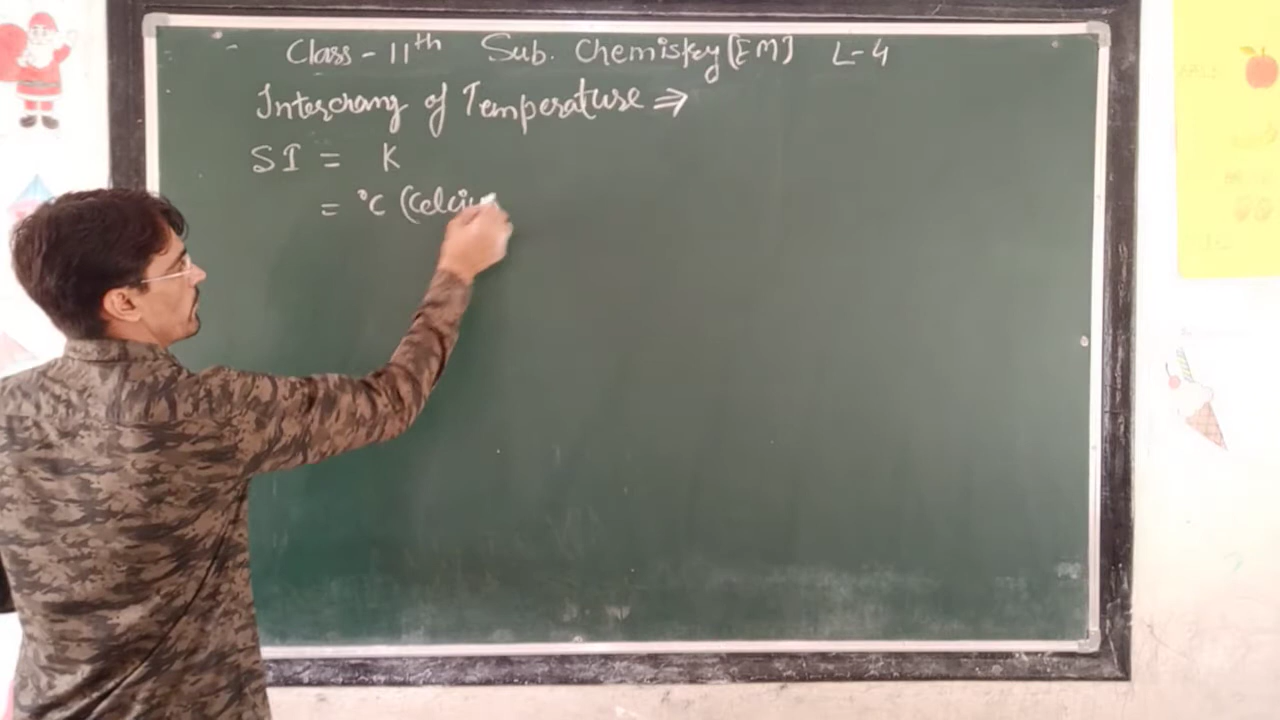 Class - 11th Sub. Chemistry [EM] L-4
Interchang of Temperature ⇒
SI = K
= °C (Celciu